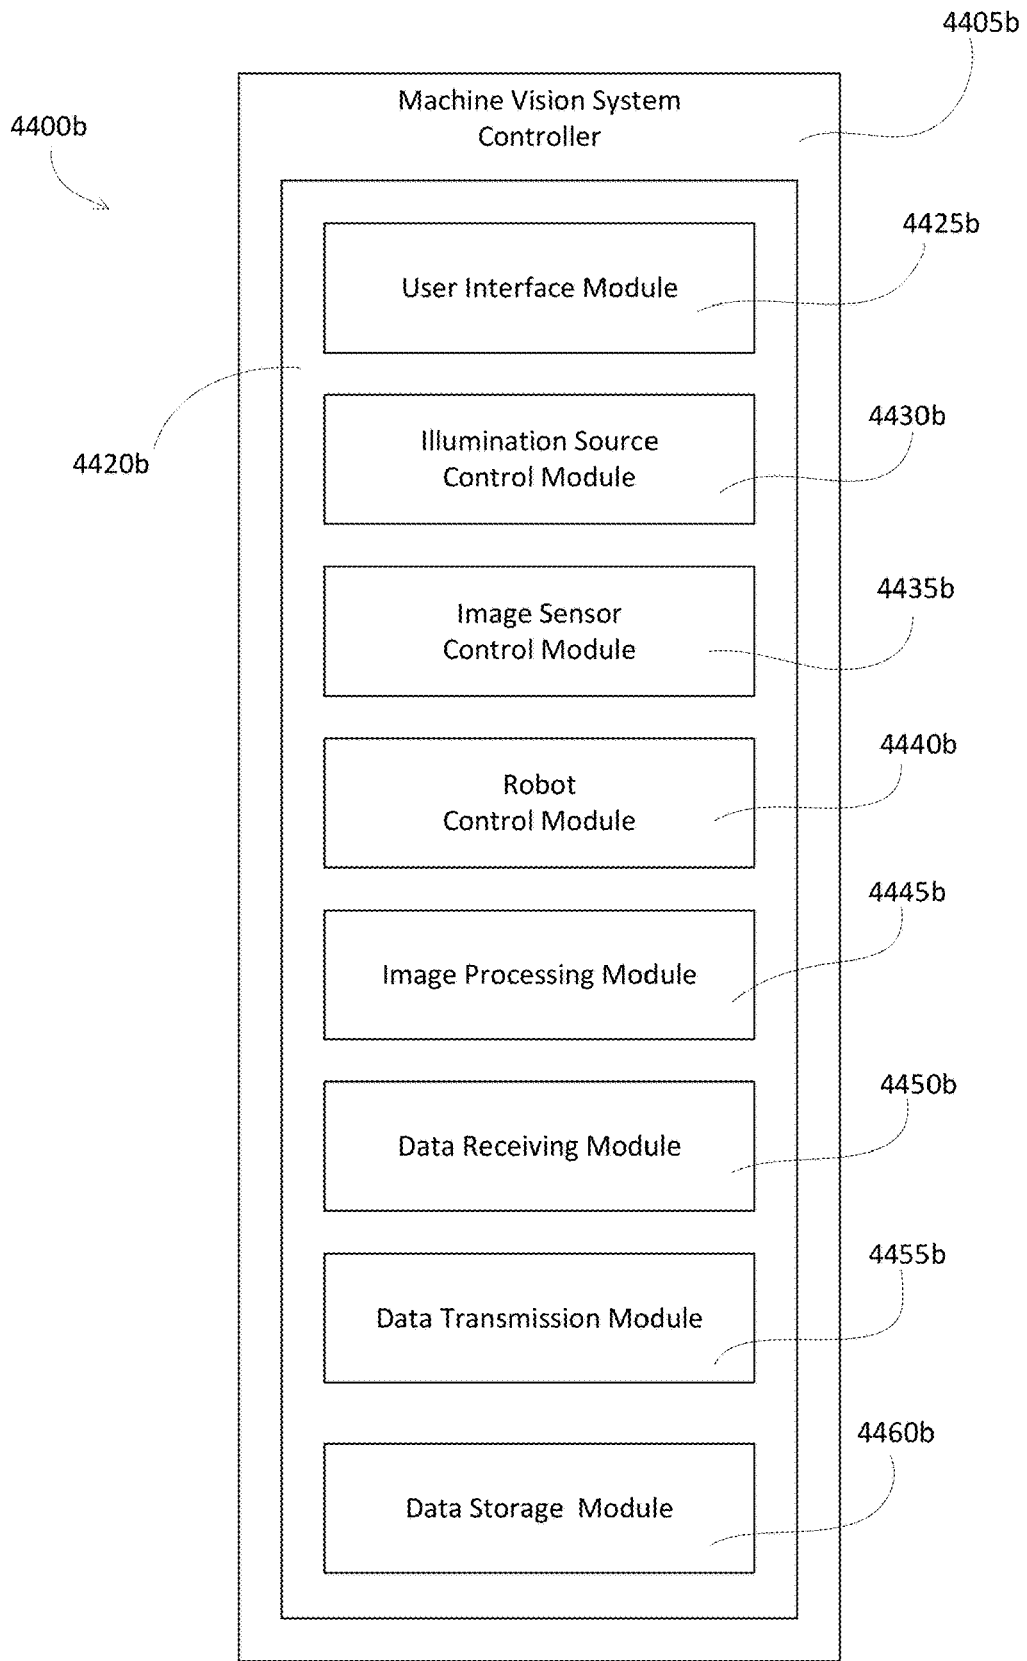 4405b
Machine Vision System
Controller
4400b
4425b
User Interface Module
4430b
Illumination Source
Control Module
4420b
4435b
Image Sensor
Control Module
4440b
Robot
Control Module
4445b
Image Processing Module
4450b
Data Receiving Module
4455b
Data Transmission Module
4460b
Data Storage  Module